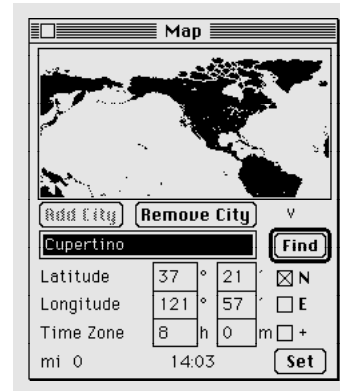 Map
Add City Remove City v
Cupertino Find
Latitude 37 ° 21 ´ N
Longitude 121 ° 57 ´ E
Time Zone 8 h 0 m +
mi 0 14:03 Set